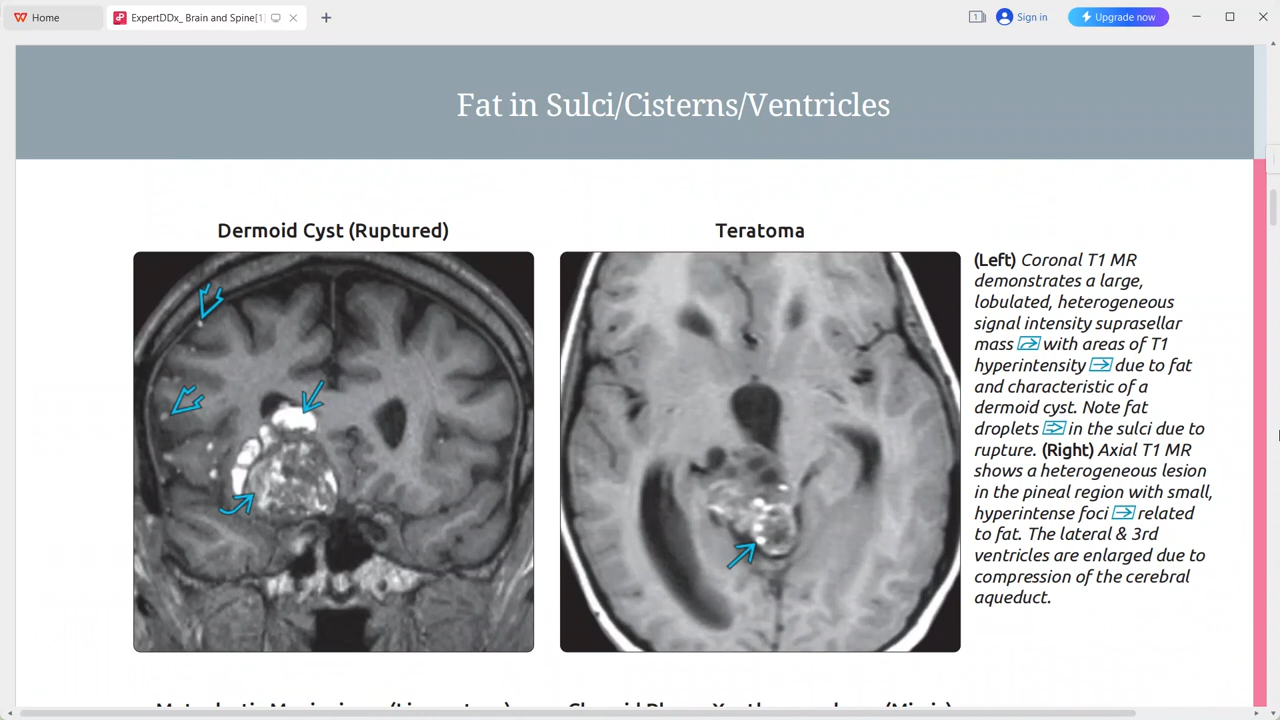 Home
ExpertDDx_ Brain and Spine[1]
1
Sign in
Upgrade now
Fat in Sulci/Cisterns/Ventricles
Dermoid Cyst (Ruptured)
Teratoma
(Left) Coronal T1 MR
demonstrates a large,
lobulated, heterogeneous
signal intensity suprasellar
mass with areas of T1
hyperintensity due to fat
and characteristic of a
dermoid cyst. Note fat
droplets in the sulci due to
rupture. (Right) Axial T1 MR
shows a heterogeneous lesion
in the pineal region with small,
hyperintense foci related
to fat. The lateral & 3rd
ventricles are enlarged due to
compression of the cerebral
aqueduct.